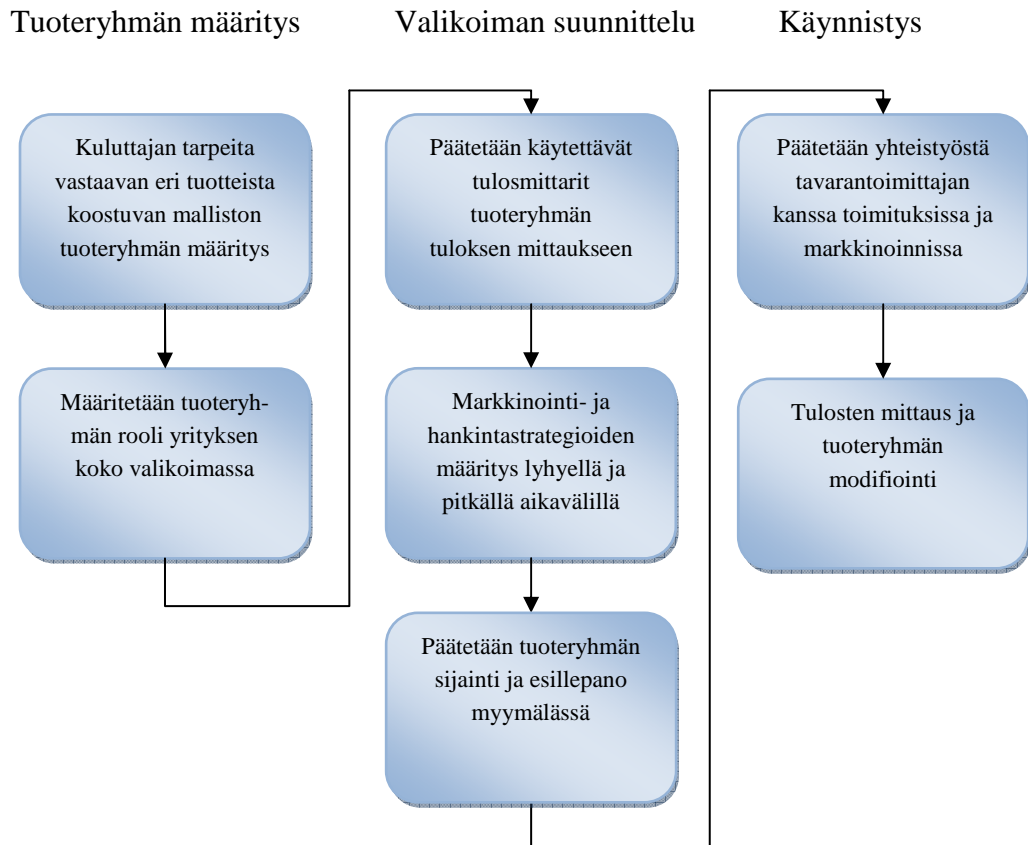 Tuoteryhmän määritys
Valikoiman suunnittelu
Käynnistys
Kuluttajan tarpeita
vastaavan eri tuotteista
koostuvan malliston
tuoteryhmän määritys
Määritetään tuoteryh-
män rooli yrityksen
koko valikoimassa
Päätetään käytettävät
tulosmittarit
tuoteryhmän
tuloksen mittaukseen
Markkinointi- ja
hankintastrategioiden
määritys lyhyellä ja
pitkällä aikavälillä
Päätetään tuoteryhmän
sijainti ja esillepano
myymälässä
Päätetään yhteistyöstä
tavarantoimittajan
kanssa toimituksissa ja
markkinoinnissa
Tulosten mittaus ja
tuoteryhmän
modifiointi